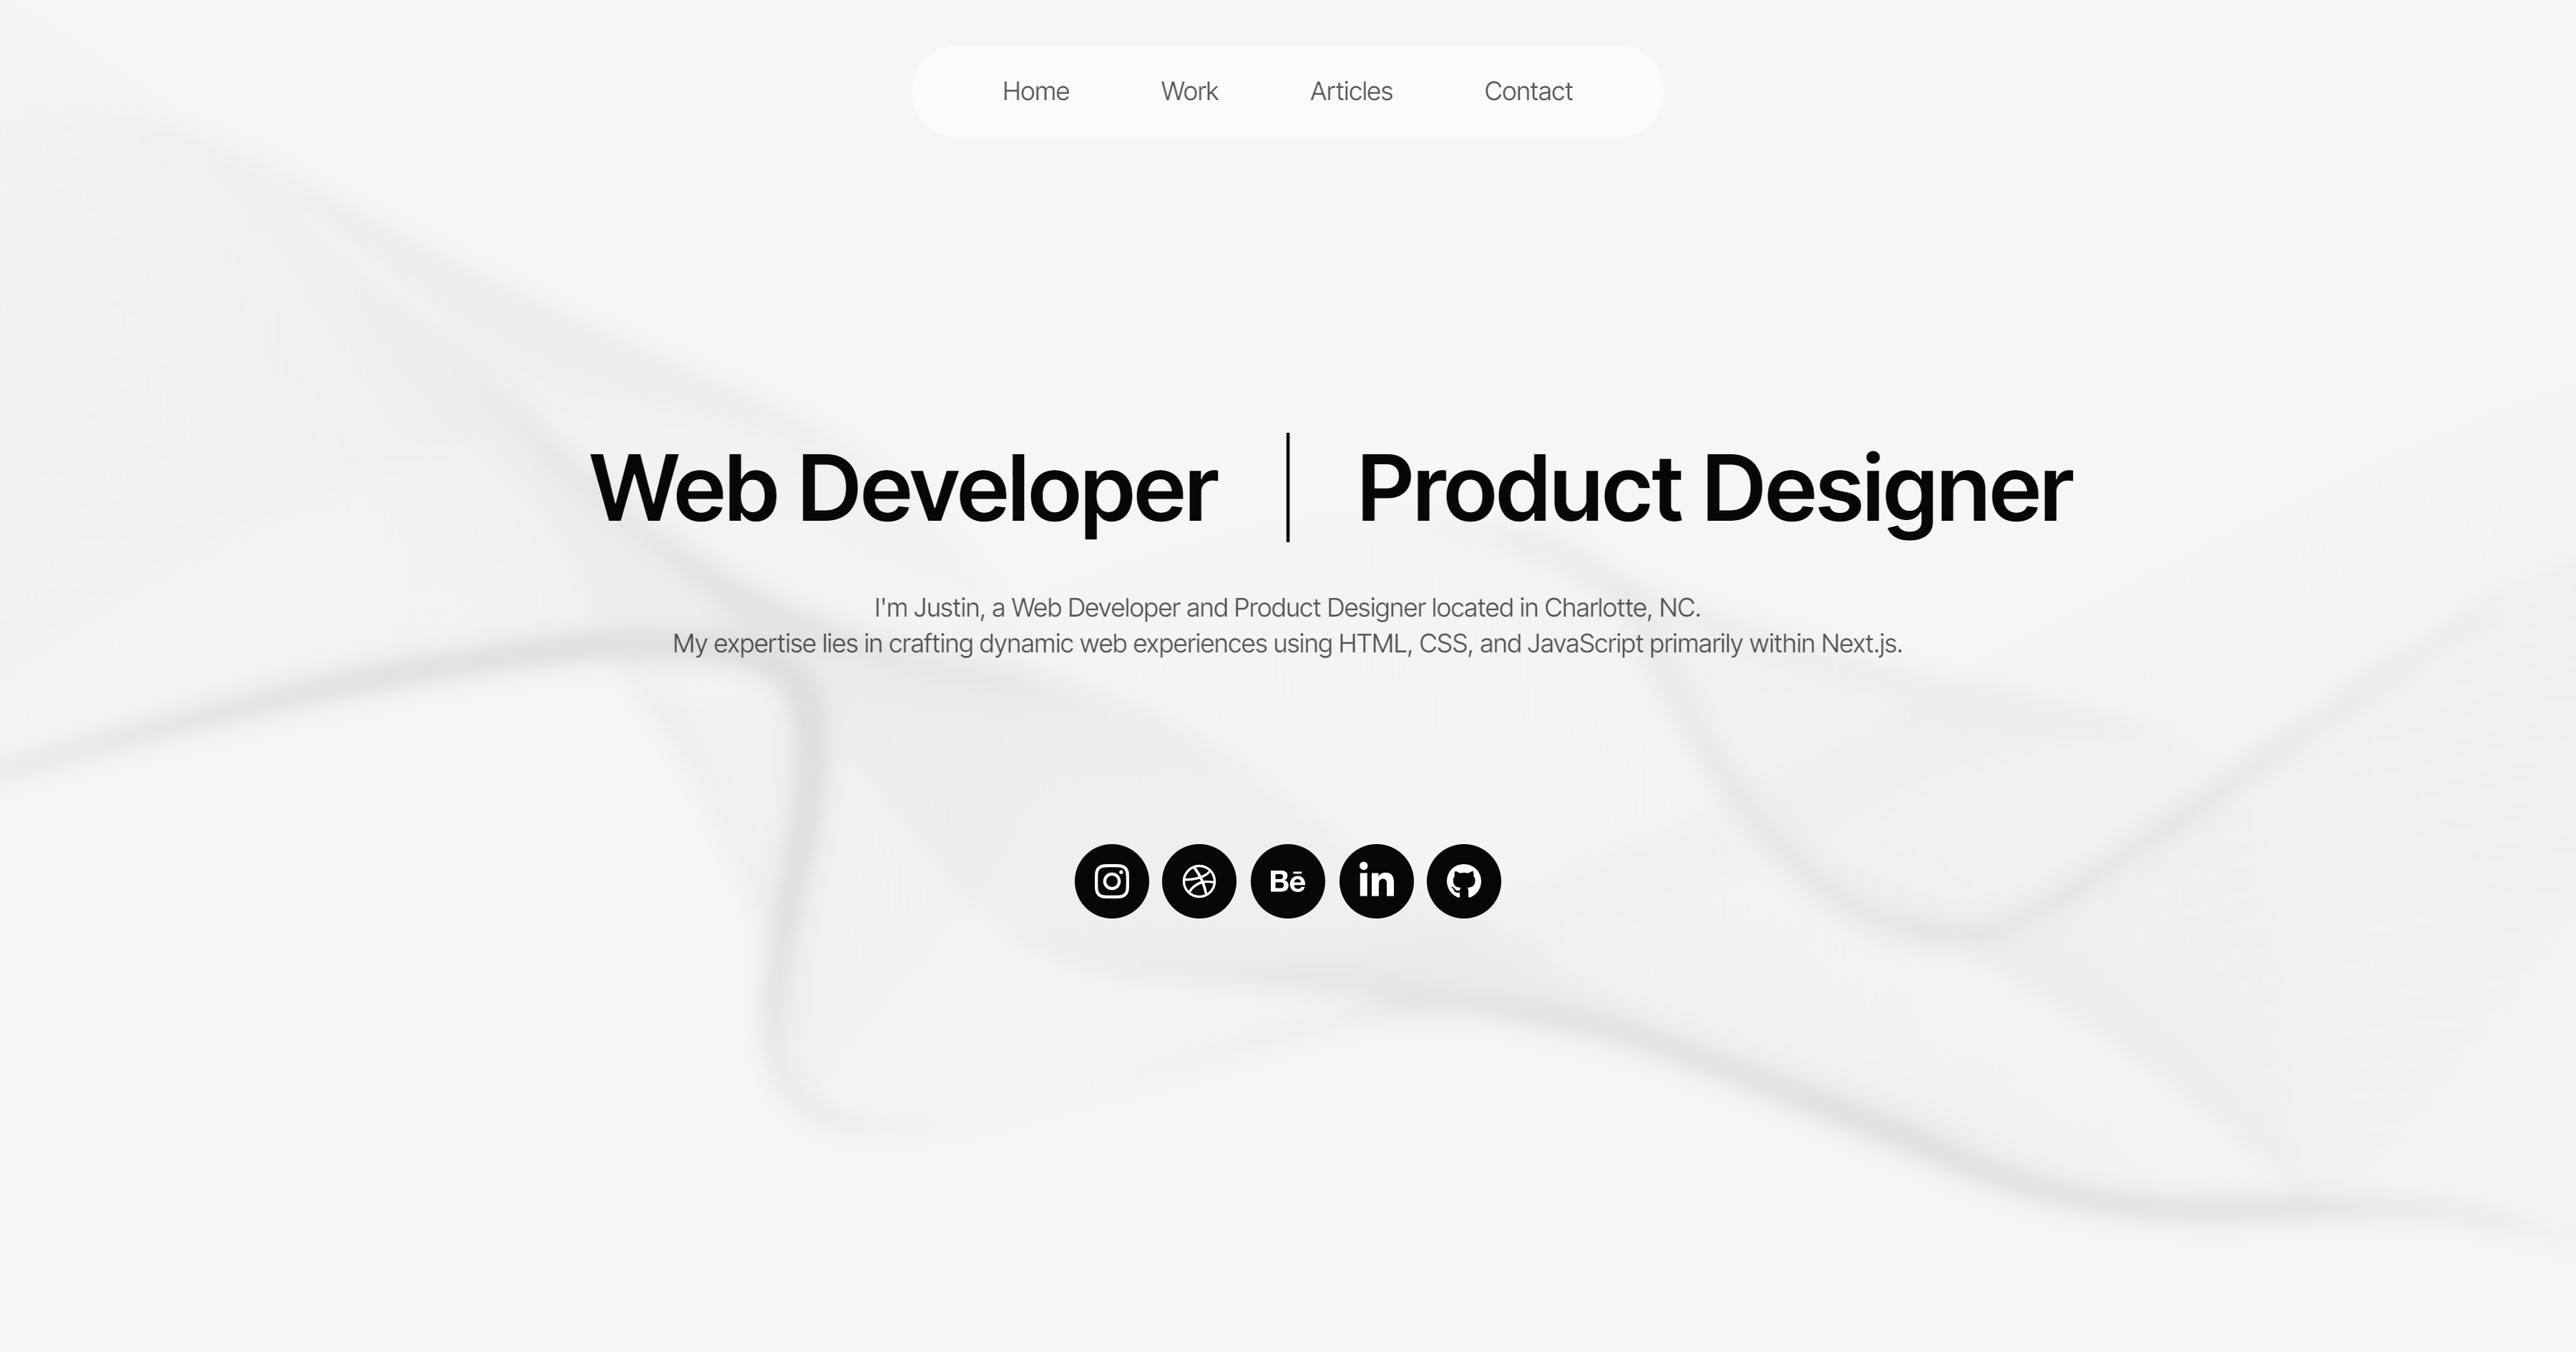 Home Work Articles Contact
Web Developer | Product Designer
I'm Justin, a Web Developer and Product Designer located in Charlotte, NC.
My expertise lies in crafting dynamic web experiences using HTML, CSS, and JavaScript primarily within Next.js.
Bē in